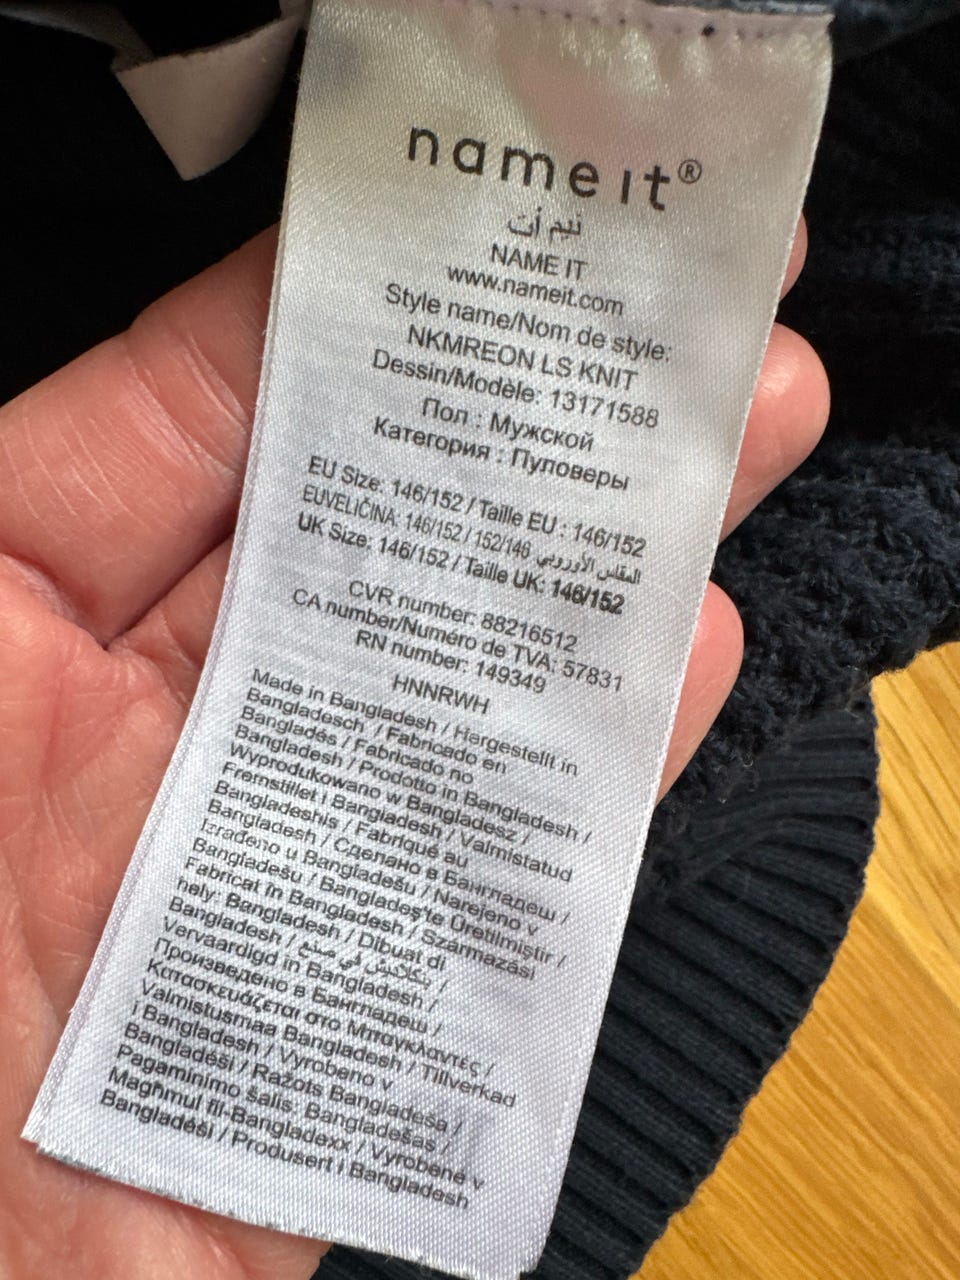 name it®
نيم أت
NAME IT
www.nameit.com
Style name/Nom de style:
NKMREON LS KNIT
Dessin/Modèle: 13171588
Пол : Мужской
Категория : Пуловеры
EU Size: 146/152 / Taille EU : 146/152
EUVELIČINA: 146/152 / 152/146 المقاس الأوروبي
UK Size: 146/152 / Taille UK: 146/152
CVR number: 88216512
CA number/Numéro de TVA: 57831
RN number: 149349
HNNRWH
Made in Bangladesh / Hergestellt in
Bangladesch / Fabricado en
Bangladés / Fabricado no
Bangladesh / Prodotto in Bangladesh /
Wyprodukowano w Bangladesz /
Fremstillet i Bangladesh / Valmistatud
Bangladeshis / Fabriqué au
Bangladesh / Сделано в Бангладеш /
Izrađeno u Bangladešu / Narejeno v
Bangladešu / Bangladeş'te Üretilmiştir /
Fabricat în Bangladesh / Származási
hely: Bangladesh / Dibuat di
Bangladesh / بنگلاديش في صنع /
Vervaardigd in Bangladesh /
Произведено в Бангладеш /
Κατασκευάζεται στο Μπαγκλαντές /
Valmistusmaa Bangladesh / Tillverkad
i Bangladesh / Vyrobeno v
Bangladéši / Ražots Bangladeša /
Pagaminimo šalis: Bangladešas /
Magħmul fil-Bangladexx / Vyrobene v
Bangladéši / Produsert i Bangladesh